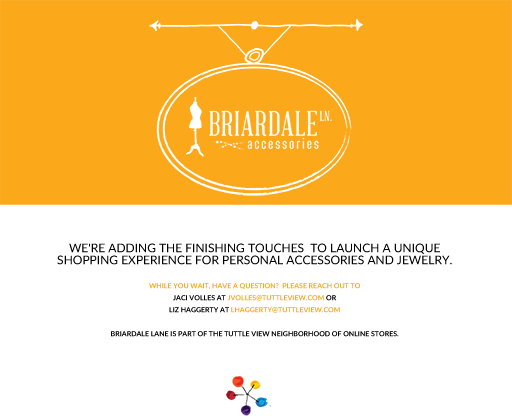 BRIARDALE LN.
accessories
WE'RE ADDING THE FINISHING TOUCHES TO LAUNCH A UNIQUE
SHOPPING EXPERIENCE FOR PERSONAL ACCESSORIES AND JEWELRY.
WHILE YOU WAIT, HAVE A QUESTION? PLEASE REACH OUT TO
JACI VOLLES AT JVOLLES@TUTTLEVIEW.COM OR
LIZ HAGGERTY AT LHAGGERTY@TUTTLEVIEW.COM
BRIARDALE LANE IS PART OF THE TUTTLE VIEW NEIGHBORHOOD OF ONLINE STORES.